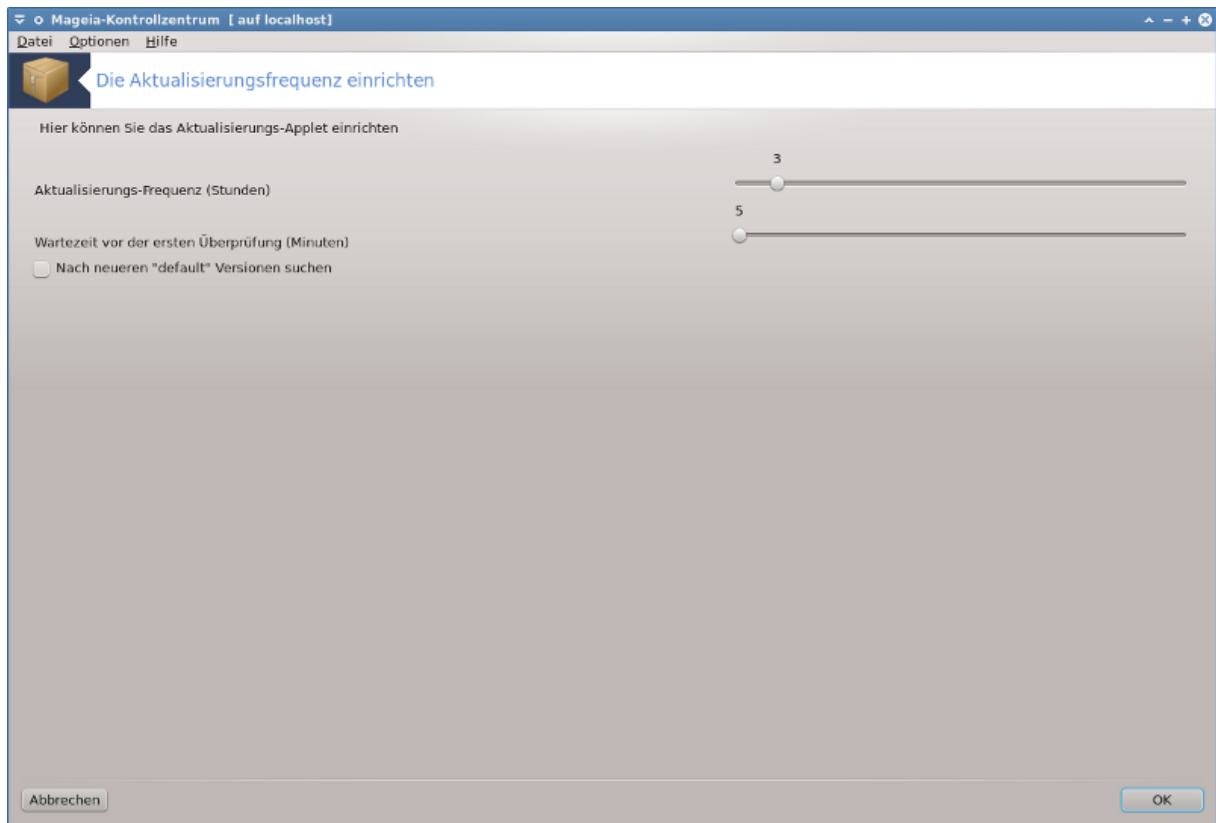 Mageia-Kontrollzentrum [ auf localhost]
Datei Optionen Hilfe
Die Aktualisierungsfrequenz einrichten
Hier können Sie das Aktualisierungs-Applet einrichten
3
Aktualisierungs-Frequenz (Stunden)
5
Wartezeit vor der ersten Überprüfung (Minuten)
Nach neueren "default" Versionen suchen
Abbrechen OK